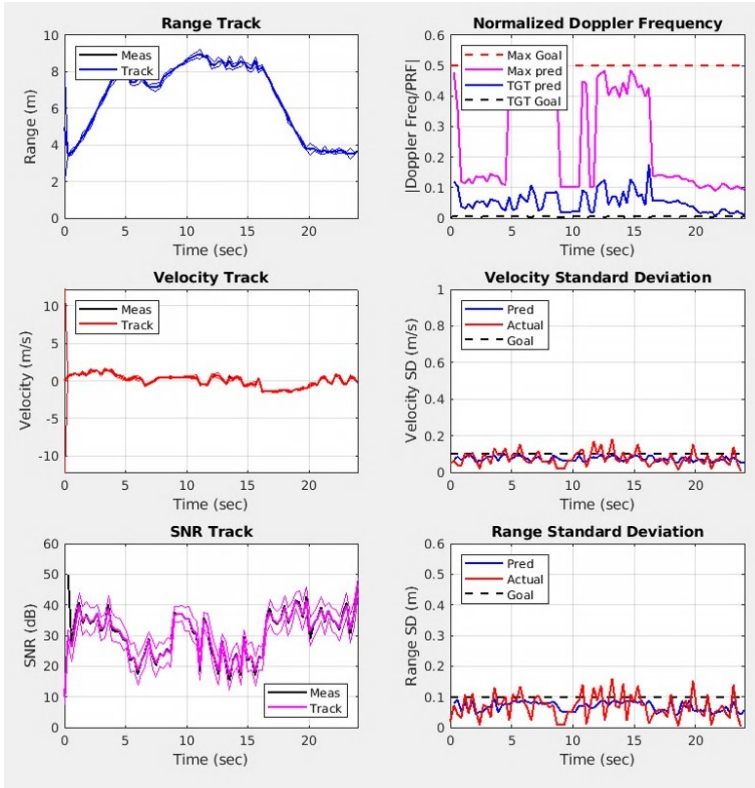 Range Track
10
8
6
4
2
0
Range (m)
Meas
Track
0
5
10
15
20
Time (sec)
Normalized Doppler Frequency
0.6
0.5
0.4
0.3
0.2
0.1
0
|Doppler Freq/PRF|
Max Goal
Max pred
TGT pred
TGT Goal
0
5
10
15
20
Time (sec)
Velocity Track
10
5
0
-5
-10
Velocity (m/s)
Meas
Track
0
5
10
15
20
Time (sec)
Velocity Standard Deviation
1
0.8
0.6
0.4
0.2
0
Velocity SD (m/s)
Pred
Actual
Goal
0
5
10
15
20
Time (sec)
SNR Track
60
50
40
30
20
10
0
SNR (dB)
Meas
Track
0
5
10
15
20
Time (sec)
Range Standard Deviation
0.6
0.5
0.4
0.3
0.2
0.1
0
Range SD (m)
Pred
Actual
Goal
0
5
10
15
20
Time (sec)